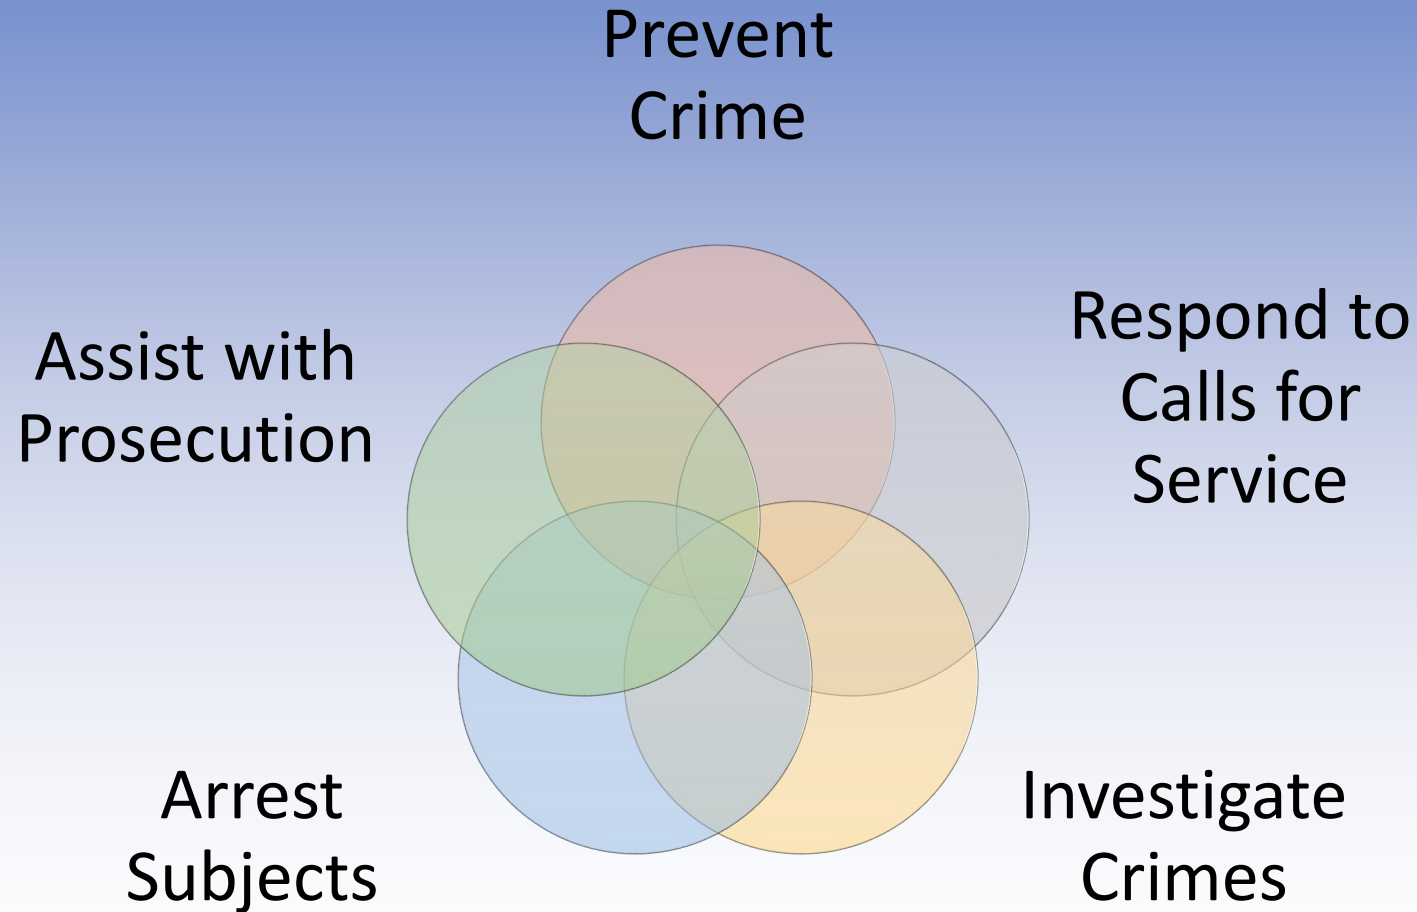 Prevent
Crime
Assist with
Prosecution
Respond to
Calls for
Service
Arrest
Subjects
Investigate
Crimes